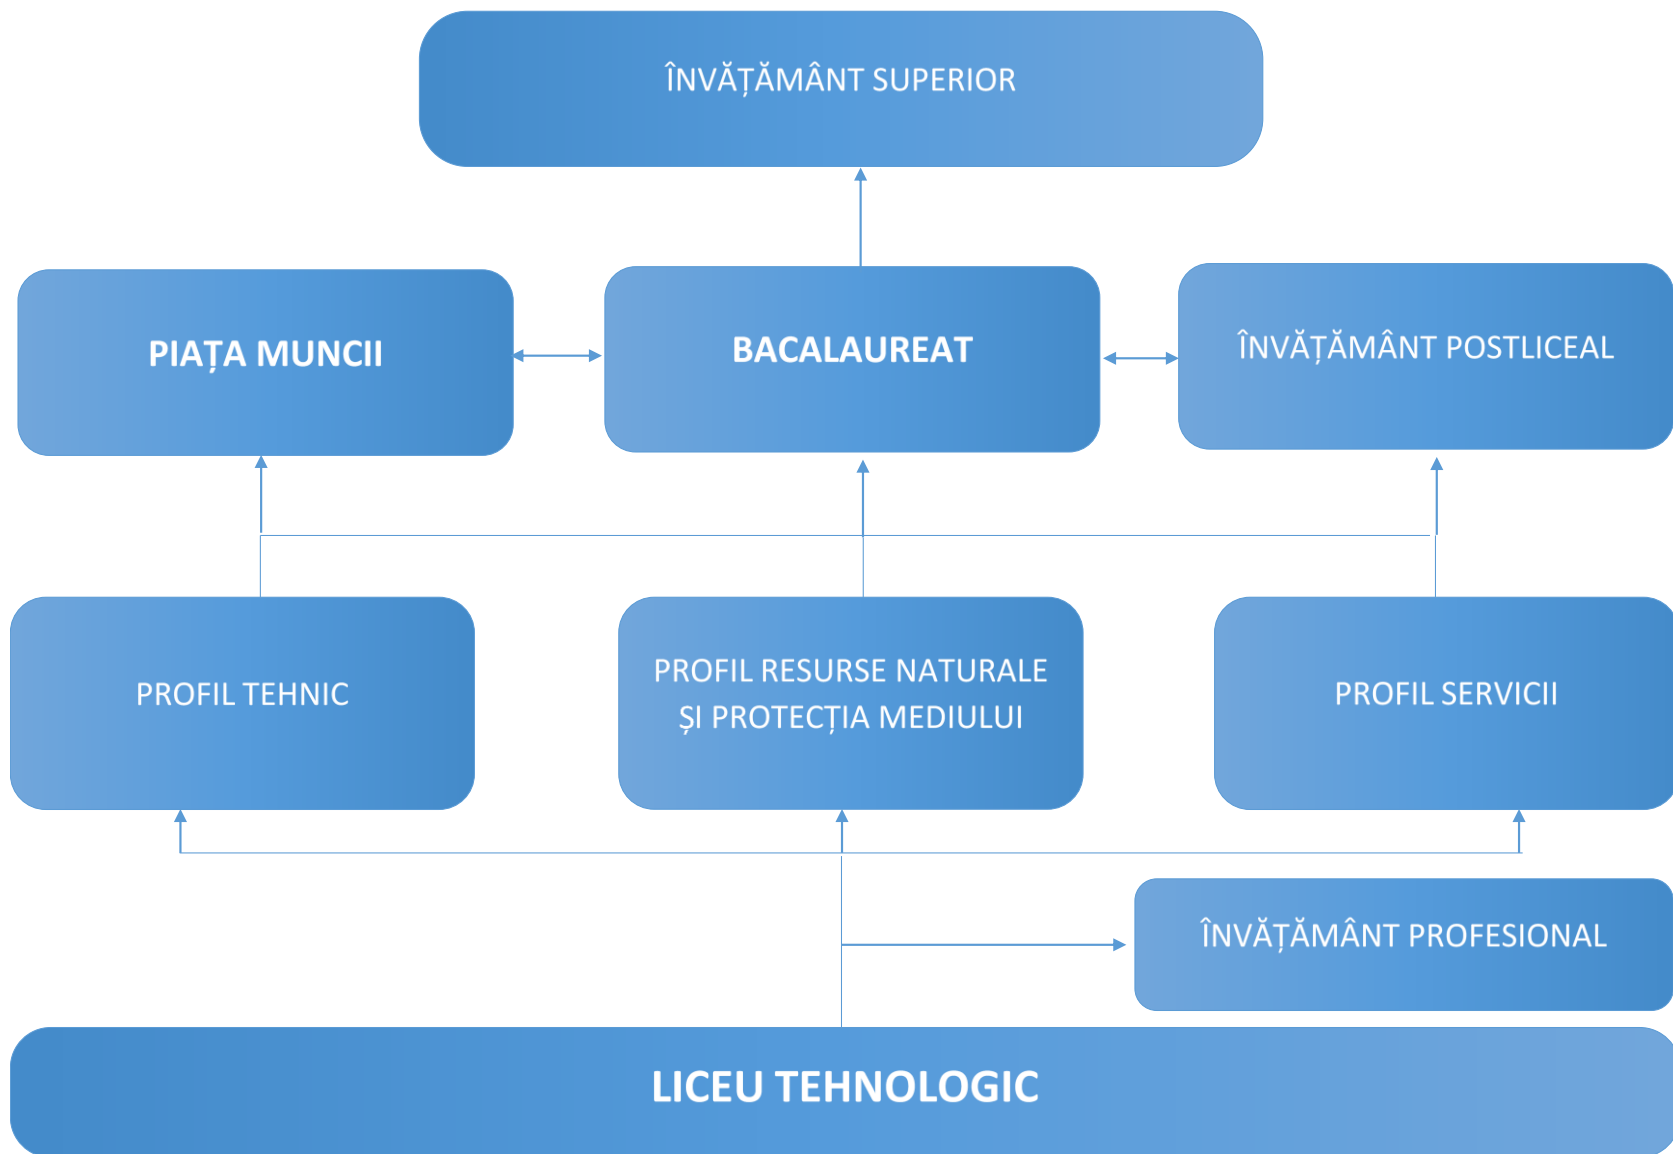 ÎNVĂȚĂMÂNT SUPERIOR
PIAȚA MUNCII
BACALAUREAT
ÎNVĂȚĂMÂNT POSTLICEAL
PROFIL TEHNIC
PROFIL RESURSE NATURALE
ȘI PROTECȚIA MEDIULUI
PROFIL SERVICII
ÎNVĂȚĂMÂNT PROFESIONAL
LICEU TEHNOLOGIC